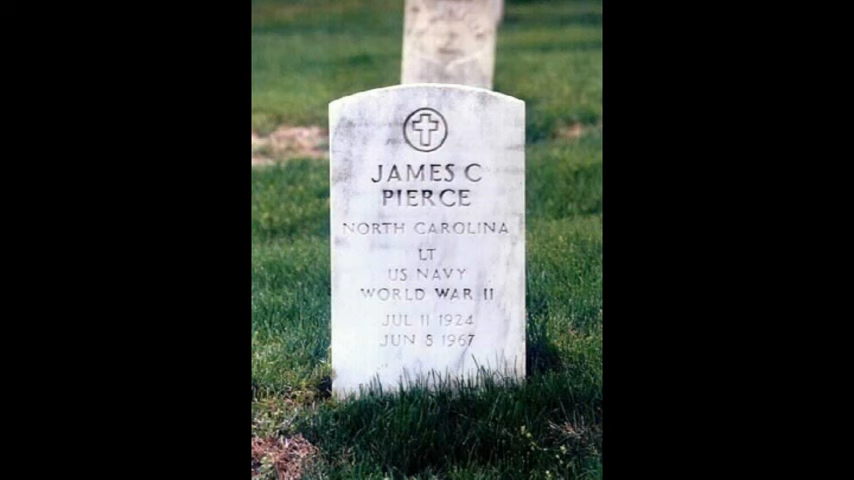 JAMES C
PIERCE
NORTH CAROLINA
LT
US NAVY
WORLD WAR II
JUL 11 1924
JUN 8 1967